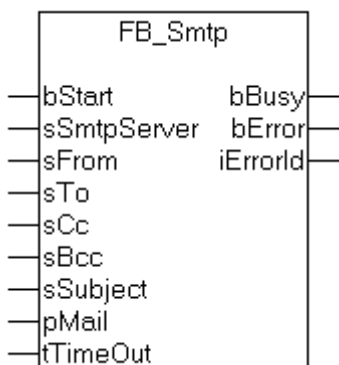 FB_Smtp
bStart bBusy
sSmtpServer bError
sFrom iErrorId
sTo
sCc
sBcc
sSubject
pMail
tTimeOut